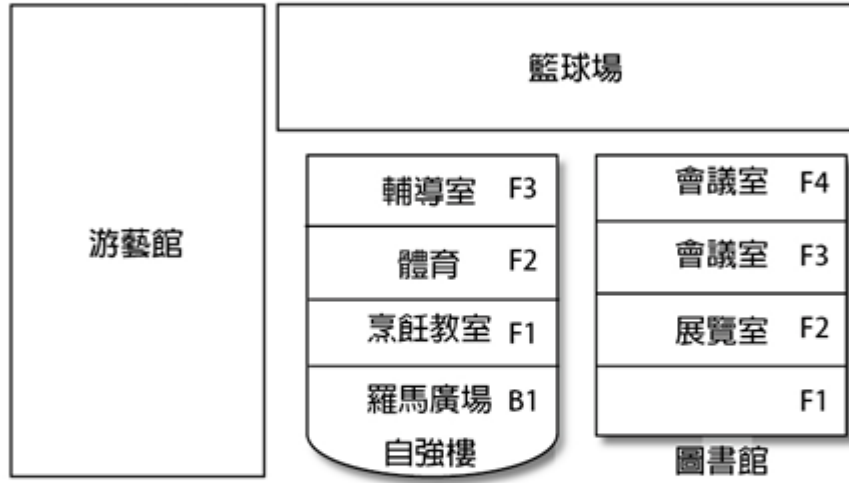 籃球場
游藝館
輔導室 F3
體育 F2
烹飪教室 F1
羅馬廣場 B1
自強樓
會議室 F4
會議室 F3
展覽室 F2
F1
圖書館